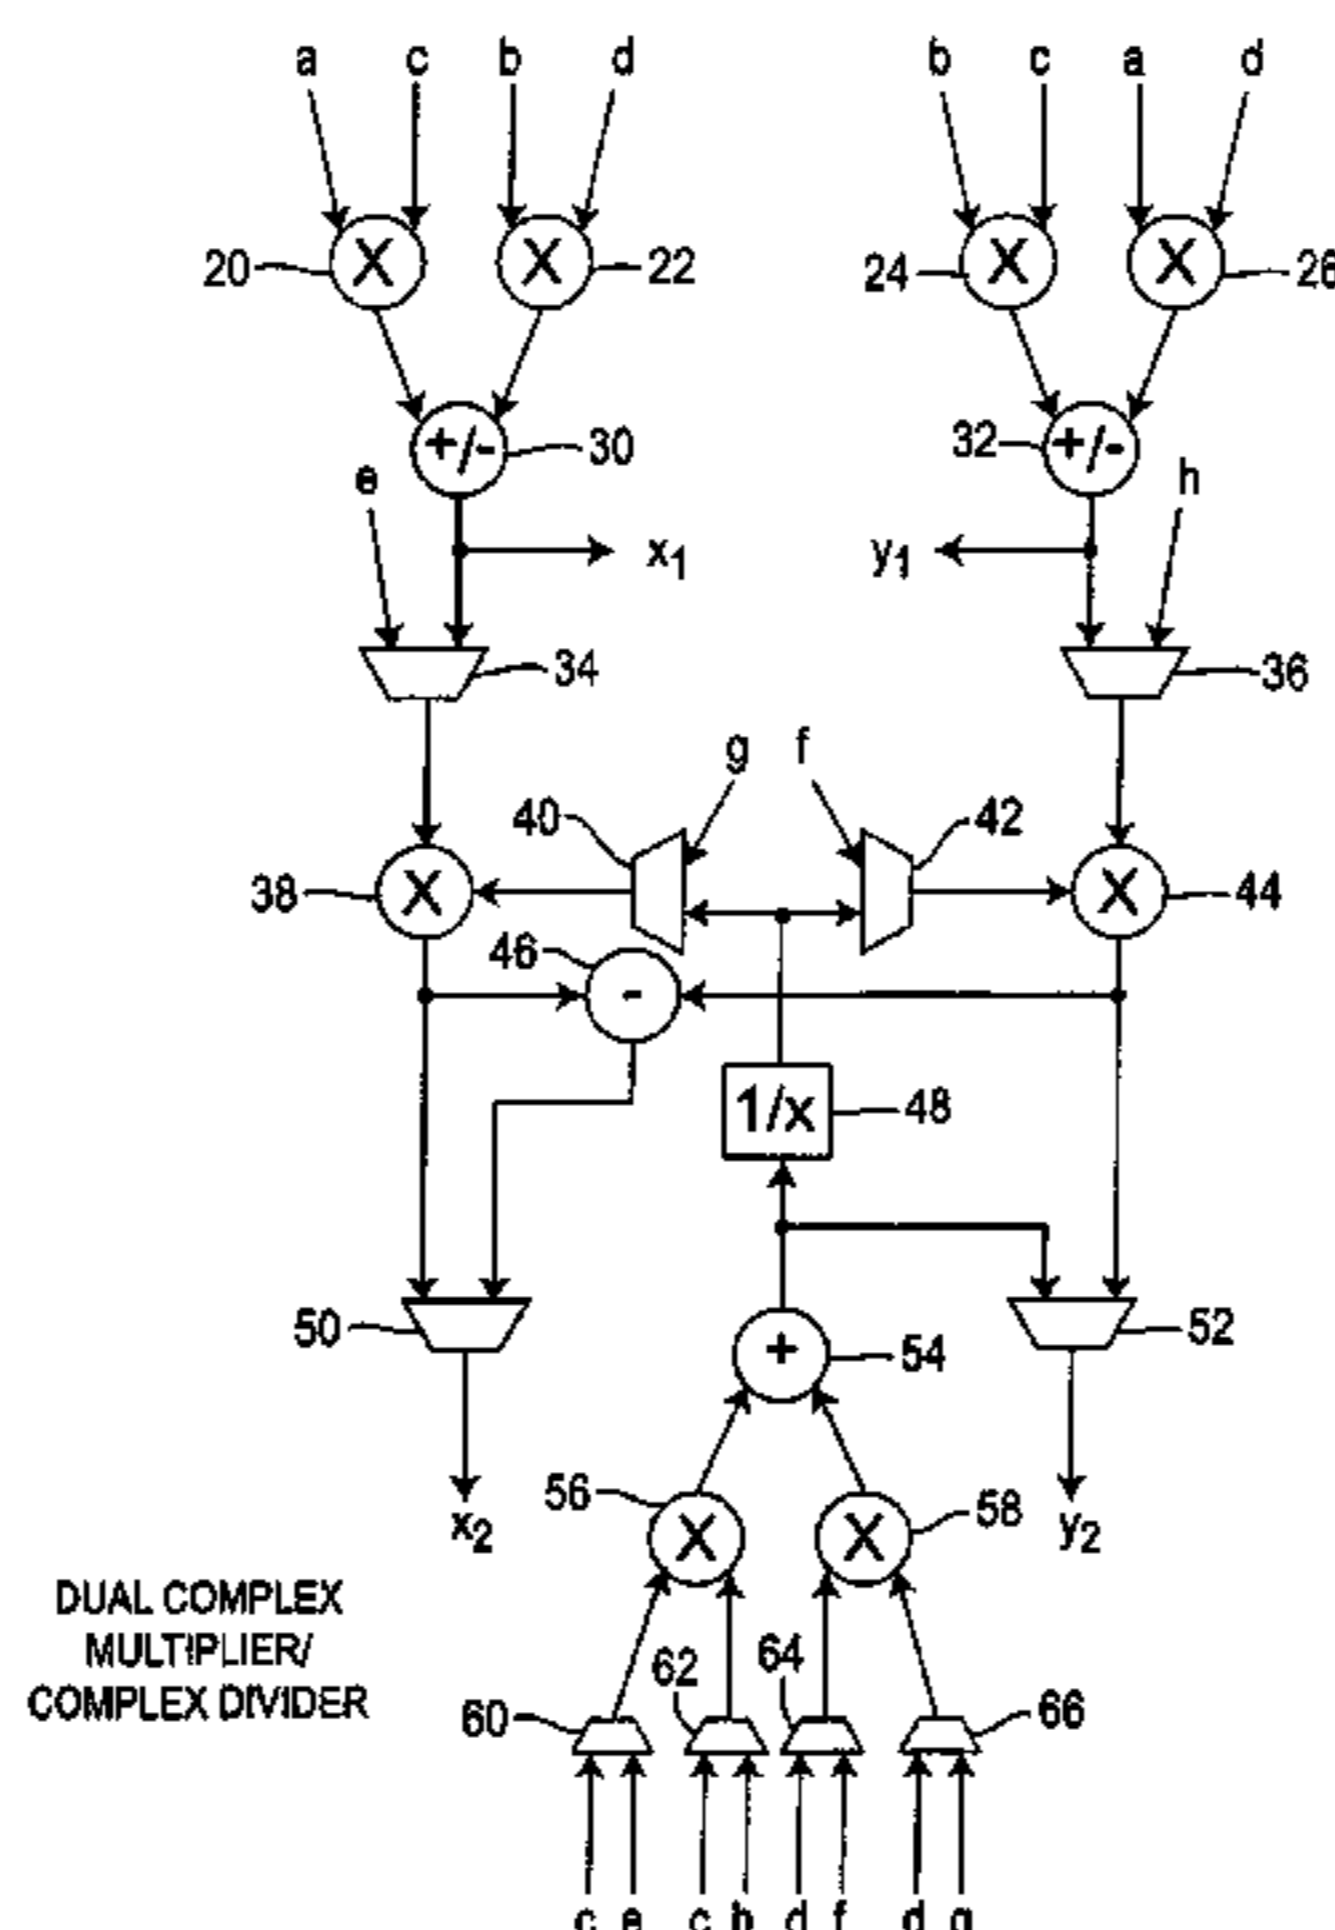 a c b d b c a d
X X X X
20 22 24 26
+/- 30 32 +/-
e h
x1 y1
34 36
g f
40 42
38 X X 44
46 -
1/x 48
50 52
+ 54
56 58
X X
x2 y2
DUAL COMPLEX
MULTIPLIER/
COMPLEX DIVIDER
62 64
60 66
c e c h d f d g